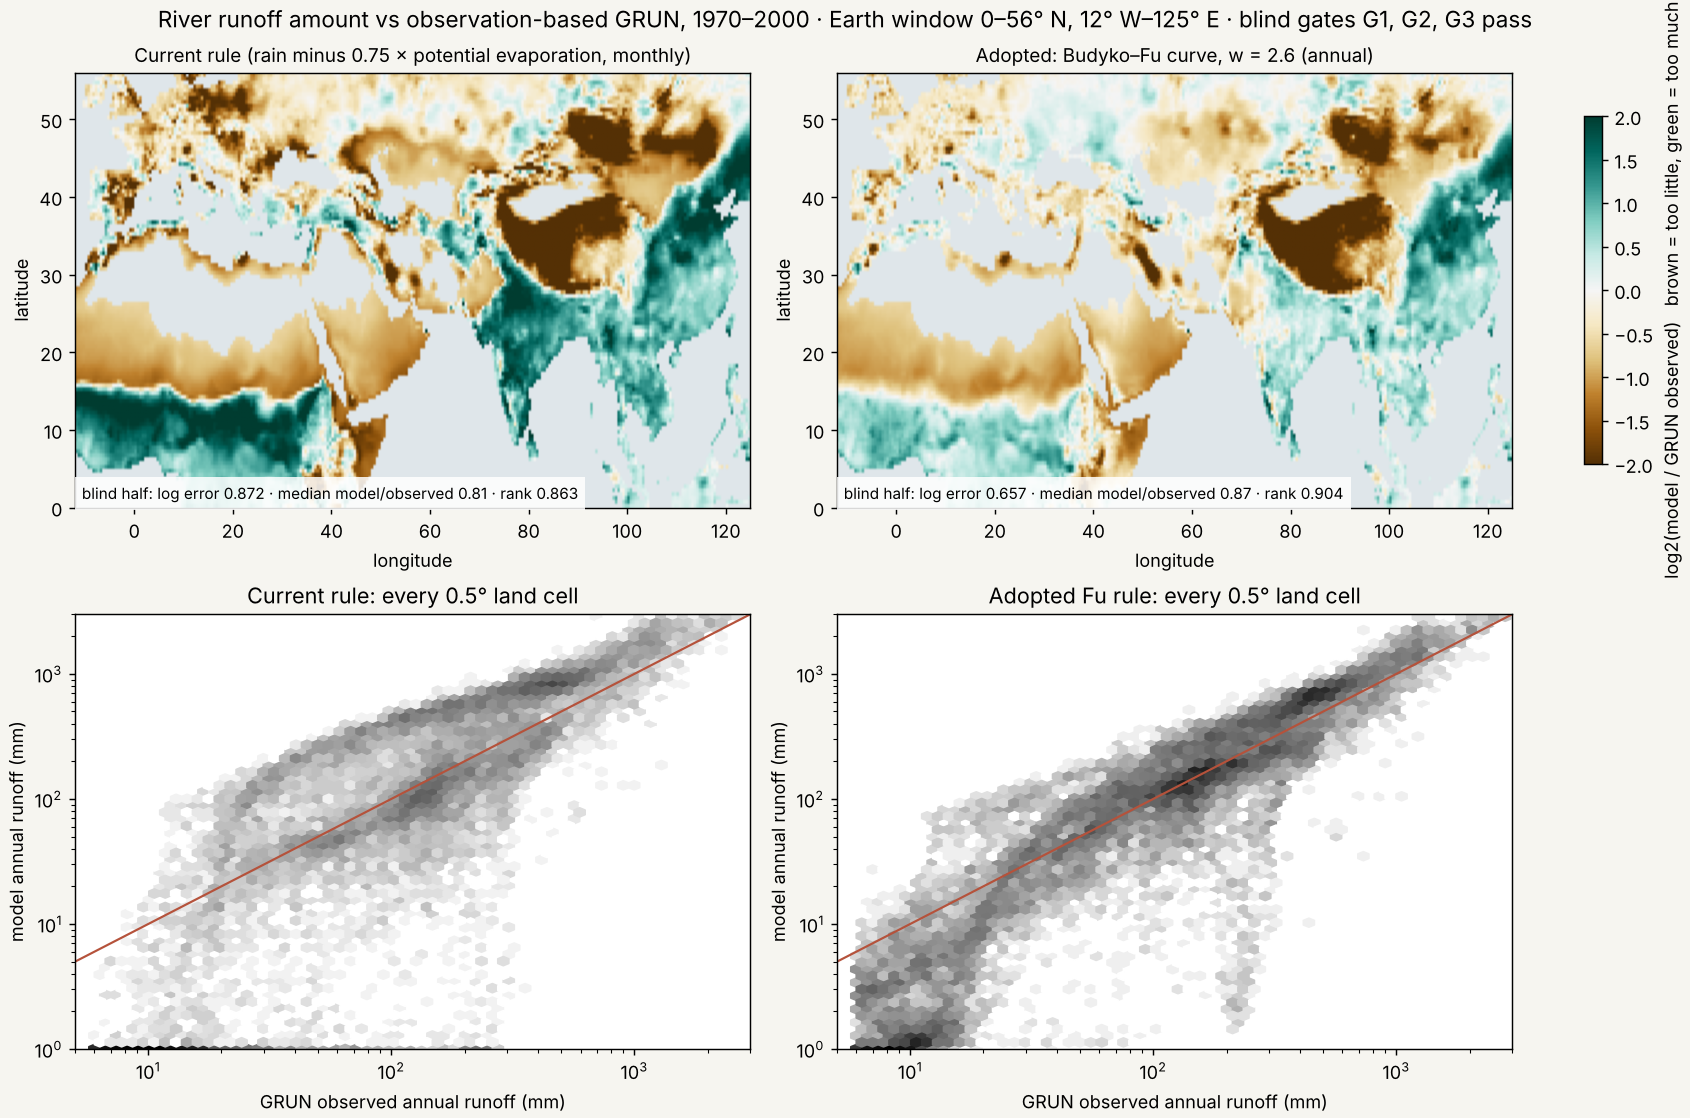 River runoff amount vs observation-based GRUN, 1970–2000 · Earth window 0–56° N, 12° W–125° E · blind gates G1, G2, G3 pass
Current rule (rain minus 0.75 × potential evaporation, monthly)
latitude
50
40
30
20
10
0
blind half: log error 0.872 · median model/observed 0.81 · rank 0.863
0 20 40 60 80 100 120
longitude
Adopted: Budyko–Fu curve, w = 2.6 (annual)
latitude
50
40
30
20
10
0
blind half: log error 0.657 · median model/observed 0.87 · rank 0.904
0 20 40 60 80 100 120
longitude
2.0
1.5
1.0
0.5
0.0
−0.5
−1.0
−1.5
−2.0
log2(model / GRUN observed) brown = too little, green = too much
Current rule: every 0.5° land cell
model annual runoff (mm)
10³
10²
10¹
10⁰
10¹ 10² 10³
GRUN observed annual runoff (mm)
Adopted Fu rule: every 0.5° land cell
model annual runoff (mm)
10³
10²
10¹
10⁰
10¹ 10² 10³
GRUN observed annual runoff (mm)